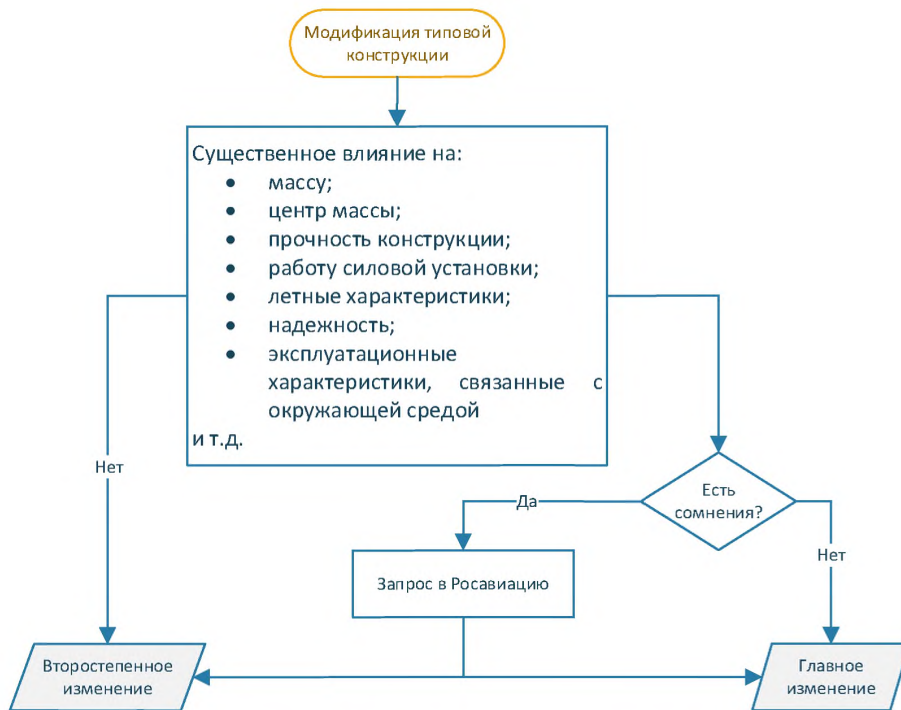 Модификация типовой
конструкции
Существенное влияние на:
• массу;
• центр массы;
• прочность конструкции;
• работу силовой установки;
• летные характеристики;
• надежность;
• эксплуатационные
характеристики, связанные с
окружающей средой
и т.д.
Нет
Есть
сомнения?
Да
Нет
Запрос в Росавиацию
Второстепенное
изменение
Главное
изменение